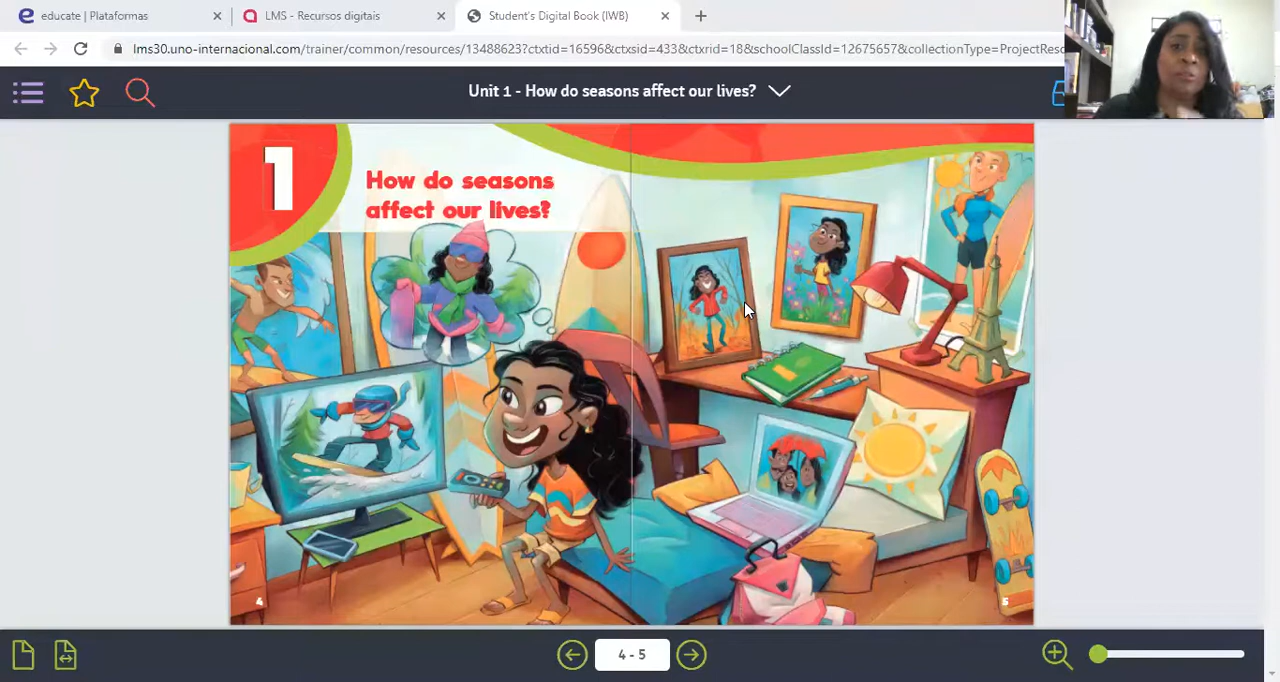 educate | Plataformas
LMS - Recursos digitais
Student's Digital Book (IWB)
lms30.uno-internacional.com/trainer/common/resources/13488623?ctxtid=16596&ctxsid=433&ctxrid=18&schoolClassId=12675657&collectionType=ProjectReso
Unit 1 - How do seasons affect our lives?
1
How do seasons
affect our lives?
4
5
4 - 5